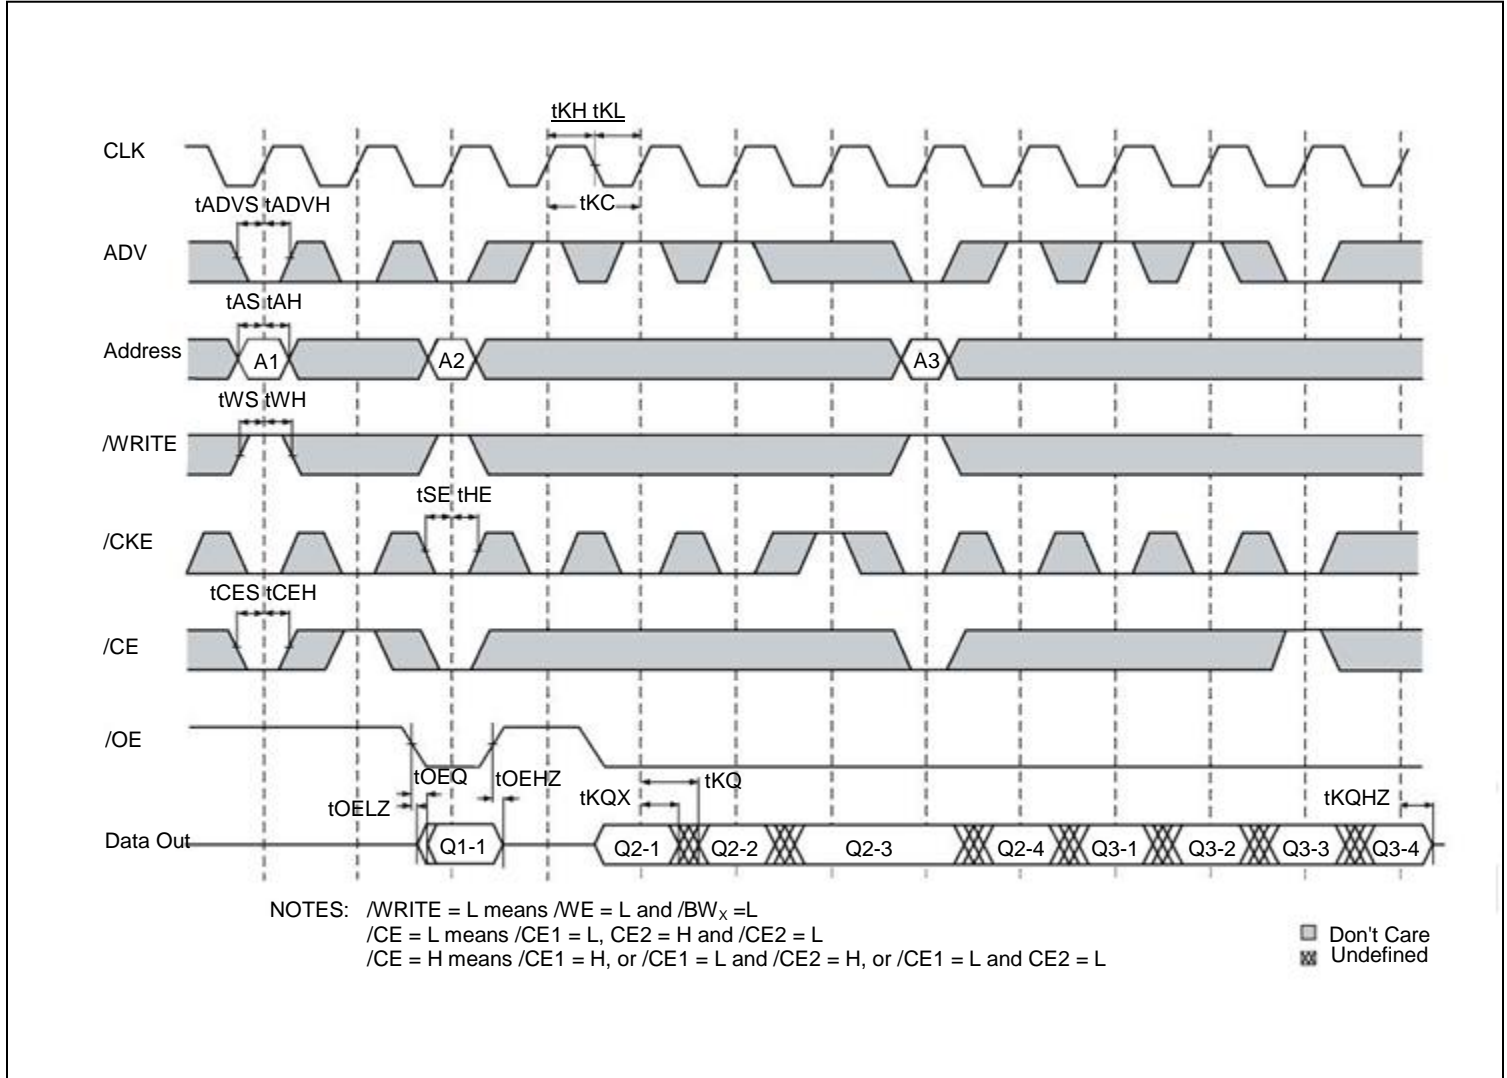 tKH tKL
CLK
tKC
tADVS tADVH
ADV
tAS tAH
Address
A1
A2
A3
tWS tWH
/WRITE
tSE tHE
/CKE
tCES tCEH
/CE
/OE
tOEQ
tOEHZ
tKQ
tOELZ
tKQX
tKQHZ
Data Out
Q1-1
Q2-1
Q2-2
Q2-3
Q2-4
Q3-1
Q3-2
Q3-3
Q3-4
NOTES: /WRITE = L means /WE = L and /BWX =L
/CE = L means /CE1 = L, CE2 = H and /CE2 = L
/CE = H means /CE1 = H, or /CE1 = L and /CE2 = H, or /CE1 = L and CE2 = L
Don't Care
Undefined